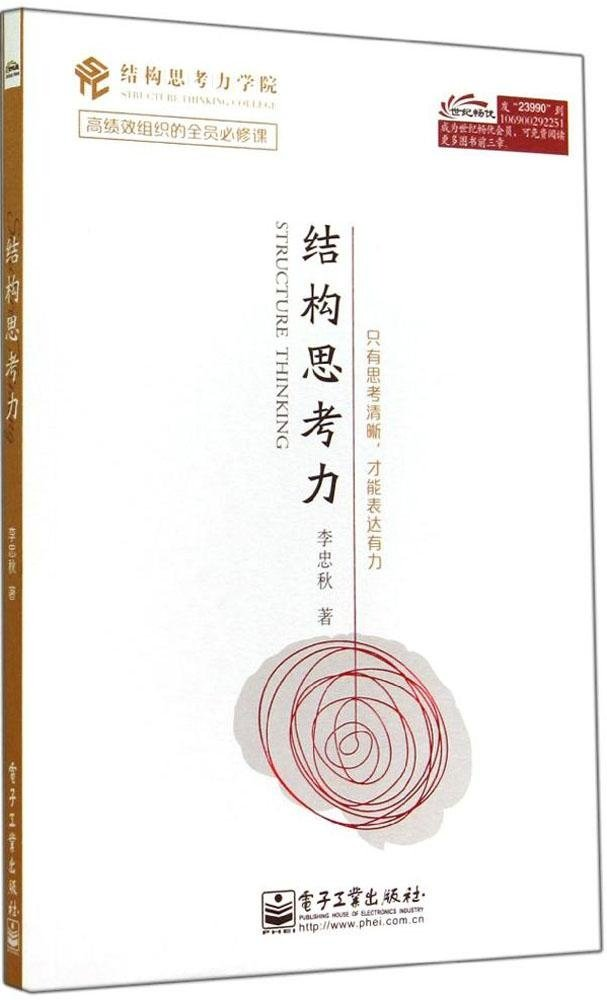 结构思考力学院
STRUCTURE THINKING COLLEGE
高绩效组织的全员必修课
世纪畅优
发“23990”到
106900292251
成为世纪畅优会员，可免费阅读
更多图书前三章。
结构思考力
STRUCTURE THINKING
只有思考清晰，才能表达有力
李忠秋 著
電子工業出版社
PUBLISHING HOUSE OF ELECTRONICS INDUSTRY
PHEI
http://www.phei.com.cn
结构思考力
李忠秋 著
電子工業出版社